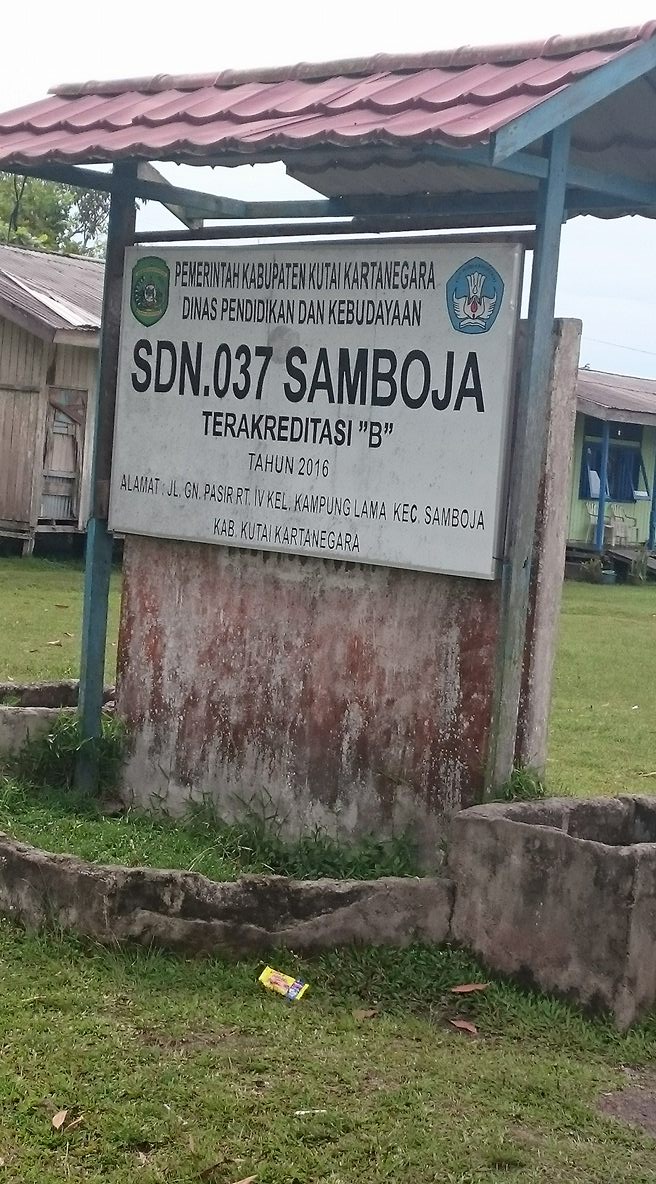 PEMERINTAH KABUPATEN KUTAI KARTANEGARA
DINAS PENDIDIKAN DAN KEBUDAYAAN
SDN.037 SAMBOJA
TERAKREDITASI "B"
TAHUN 2016
ALAMAT : JL. GN. PASIR RT. IV KEL. KAMPUNG LAMA KEC. SAMBOJA
KAB. KUTAI KARTANEGARA